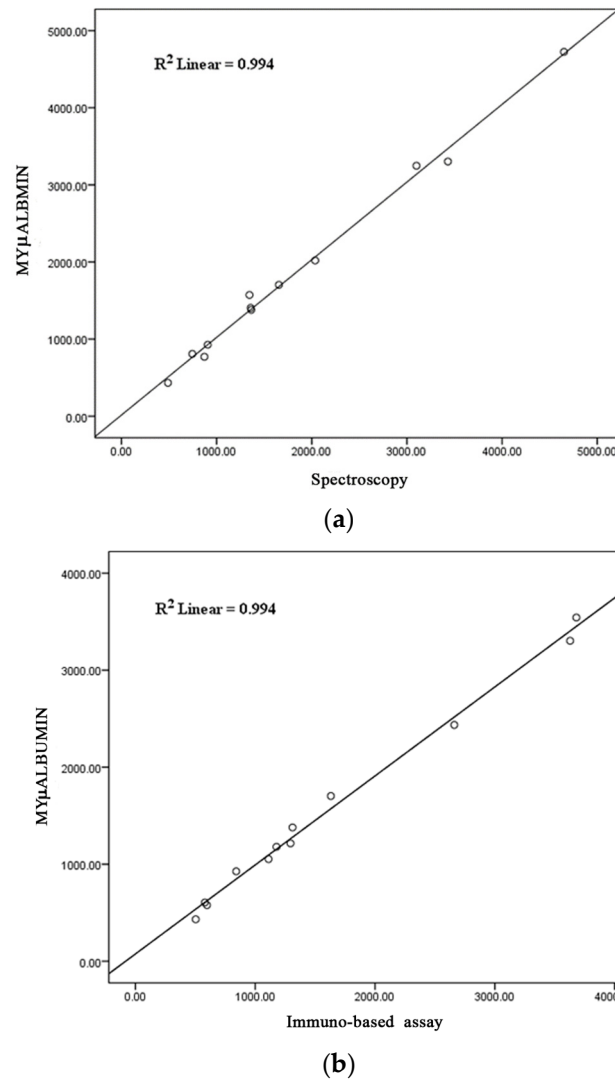 5000.00
R² Linear = 0.994
4000.00
3000.00
MYμALBMIN
2000.00
1000.00
0.00
0.00 1000.00 2000.00 3000.00 4000.00 5000.00
Spectroscopy
(a)
4000.00
R² Linear = 0.994
3000.00
MYμALBUMIN
2000.00
1000.00
0.00
0.00 1000.00 2000.00 3000.00 4000
Immuno-based assay
(b)